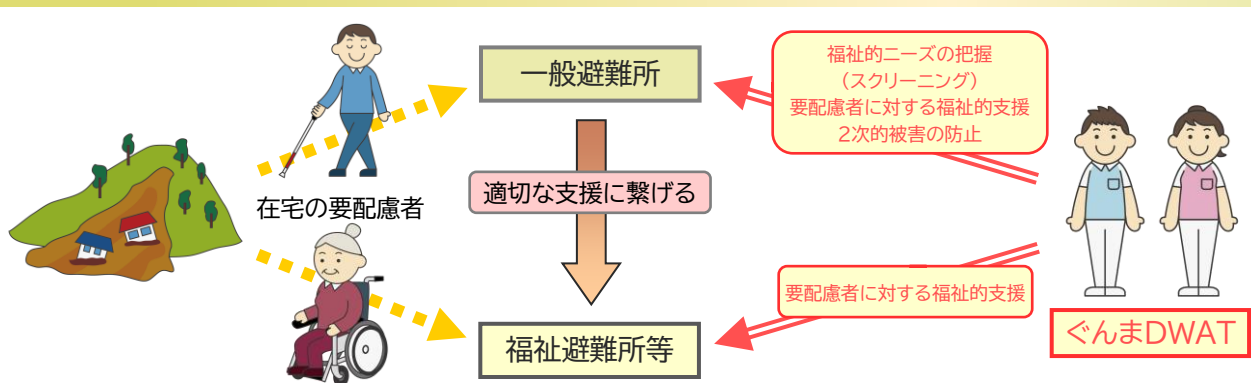 一般避難所
福祉的ニーズの把握
(スクリーニング)
要配慮者に対する福祉的支援
2次的被害の防止
適切な支援に繋げる
在宅の要配慮者
要配慮者に対する福祉的支援
ぐんまDWAT
福祉避難所等